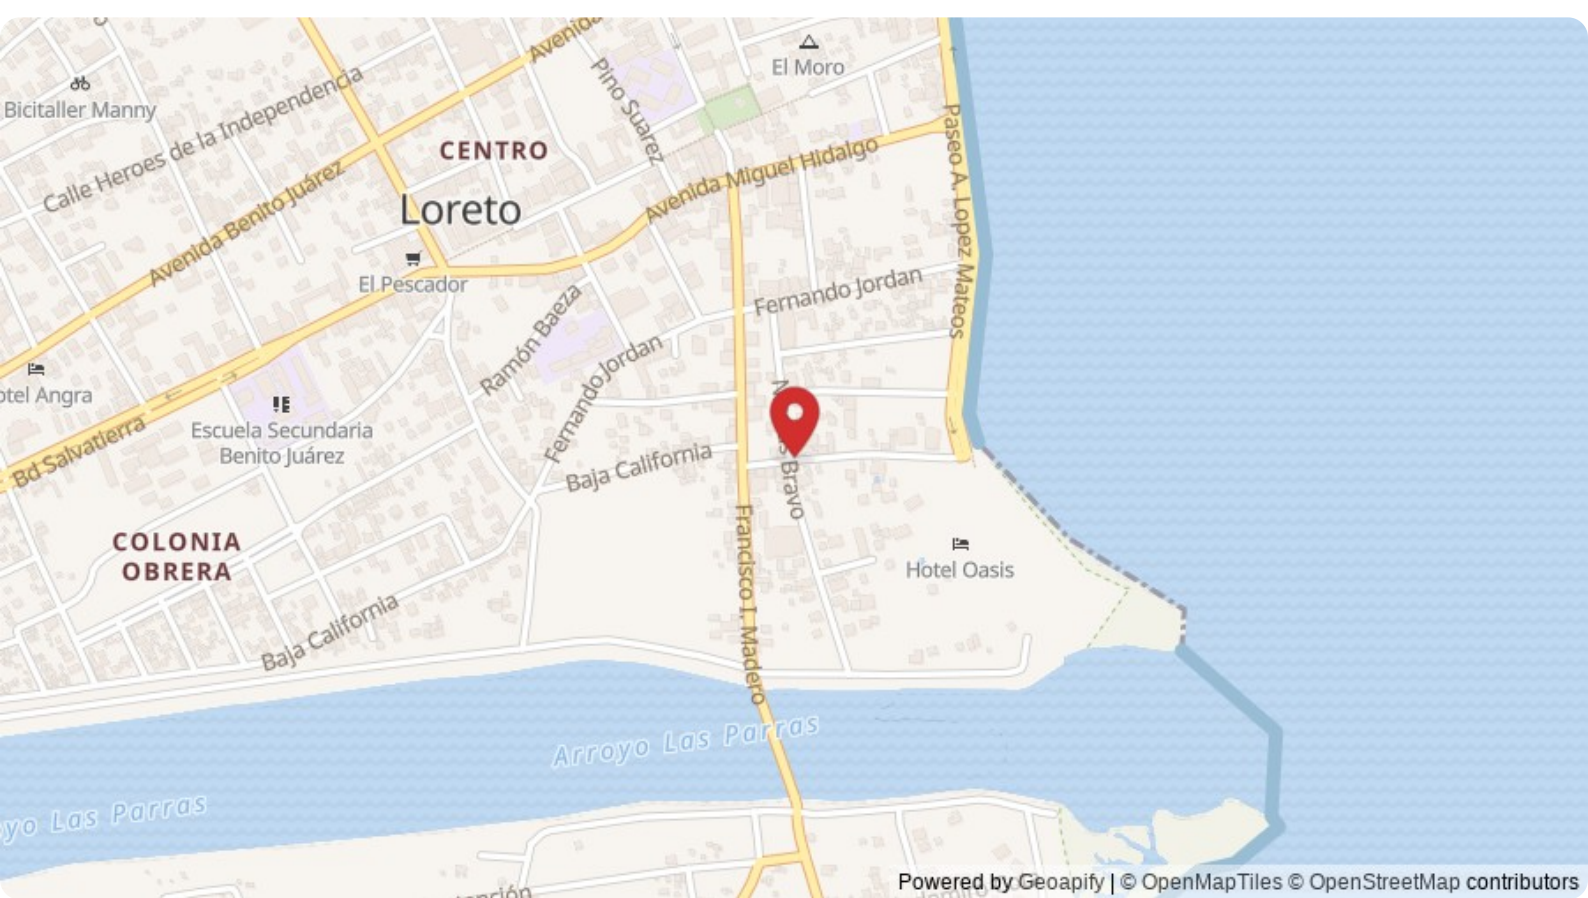 El Moro
Bicitaller Manny
Avenida
Pino Suarez
Calle Heroes de la Independencia
CENTRO
Paseo A. Lopez Mateos
Avenida Miguel Hidalgo
Avenida Benito Juárez
Loreto
El Pescador
Fernando Jordan
Ramón Baeza
Fernando Jordan
otel Angra
Escuela Secundaria
Benito Juárez
Bd Salvatierra
Baja California
Bravo
COLONIA
OBRERA
Francisco I. Madero
Hotel Oasis
Baja California
Arroyo Las Parras
yo Las Parras
Powered by Geoapify | © OpenMapTiles © OpenStreetMap contributors